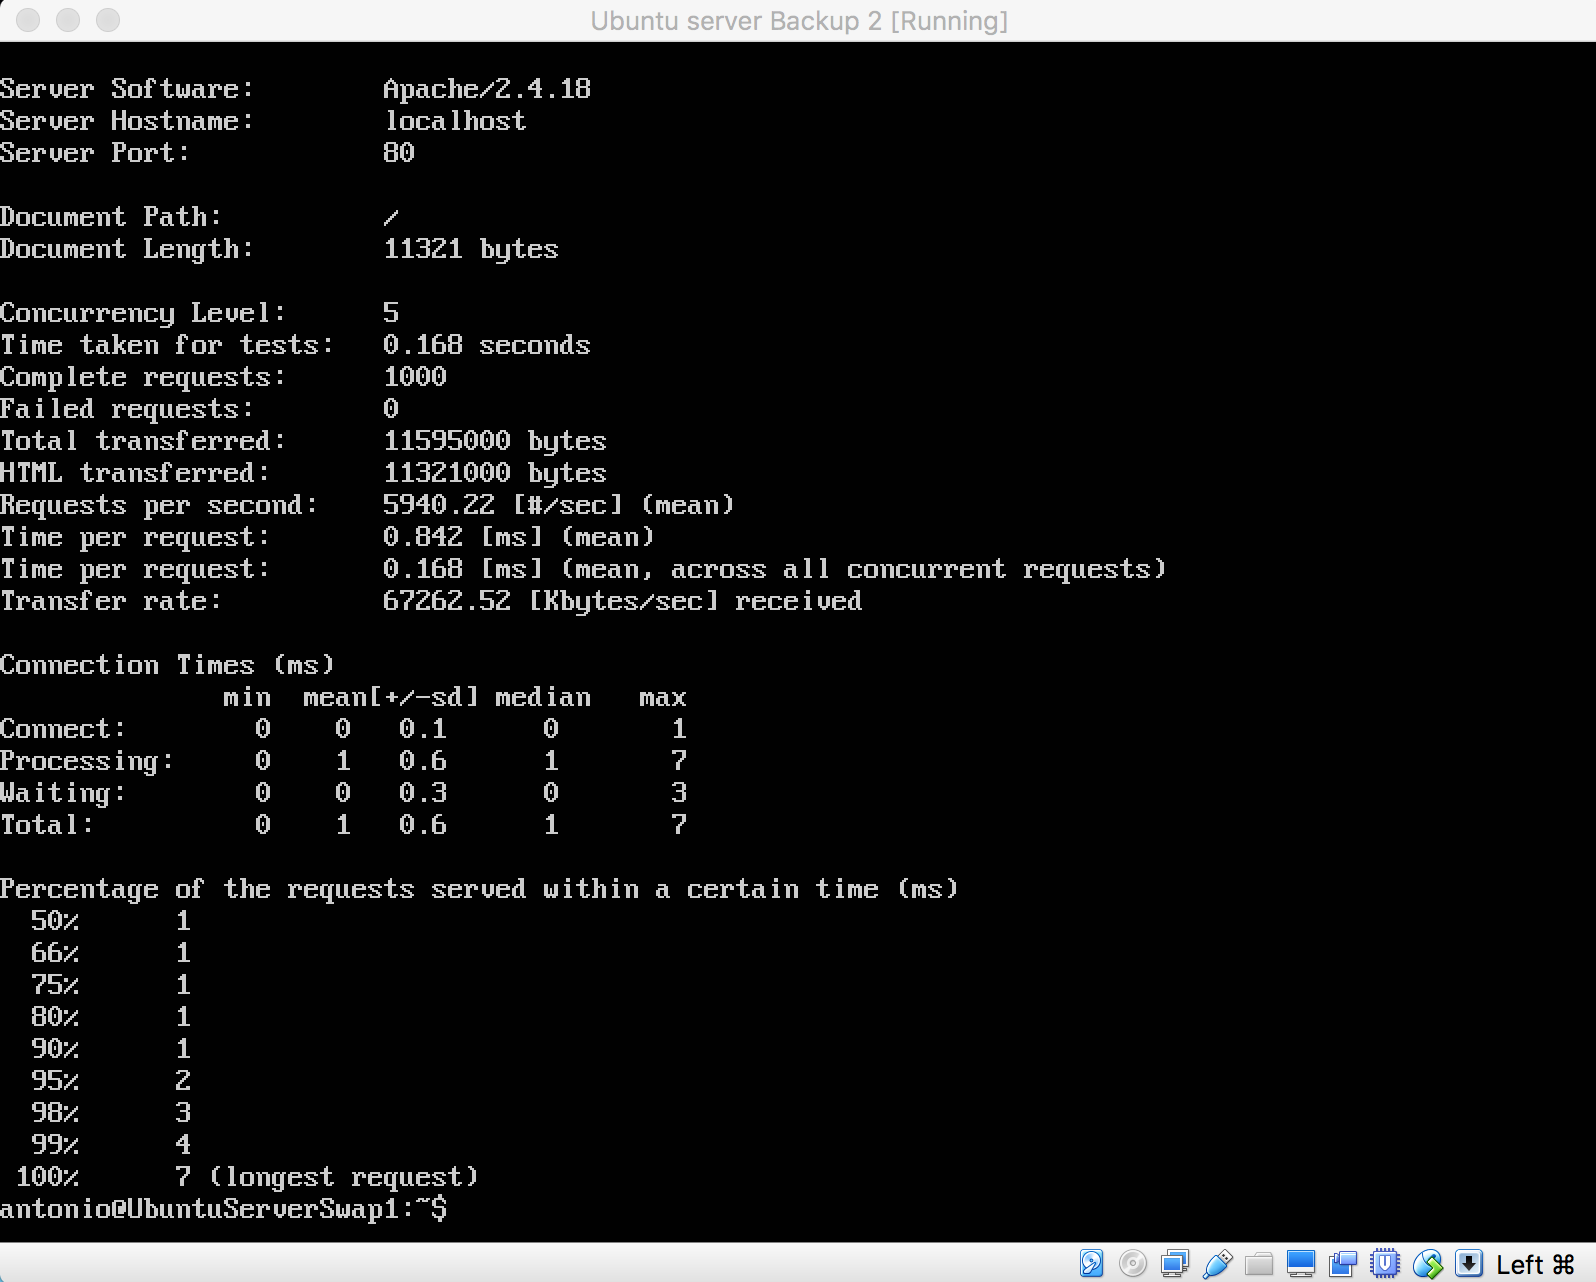 Ubuntu server Backup 2 [Running]
Server Software:        Apache/2.4.18
Server Hostname:        localhost
Server Port:            80
Document Path:          /
Document Length:        11321 bytes
Concurrency Level:      5
Time taken for tests:   0.168 seconds
Complete requests:      1000
Failed requests:        0
Total transferred:      11595000 bytes
HTML transferred:       11321000 bytes
Requests per second:    5940.22 [#/sec] (mean)
Time per request:       0.842 [ms] (mean)
Time per request:       0.168 [ms] (mean, across all concurrent requests)
Transfer rate:          67262.52 [Kbytes/sec] received
Connection Times (ms)
              min  mean[+/-sd] median   max
Connect:        0    0   0.1      0       1
Processing:     0    1   0.6      1       7
Waiting:        0    0   0.3      0       3
Total:          0    1   0.6      1       7
Percentage of the requests served within a certain time (ms)
  50%      1
  66%      1
  75%      1
  80%      1
  90%      1
  95%      2
  98%      3
  99%      4
 100%      7 (longest request)
antonio@UbuntuServerSwap1:~$
Left ⌘